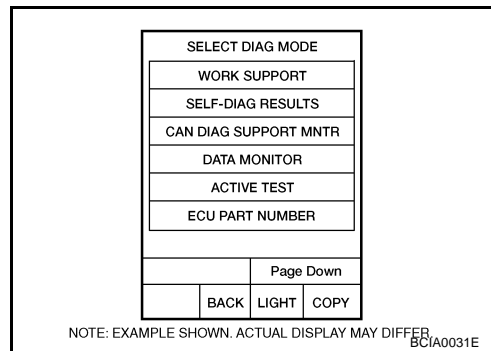 SELECT DIAG MODE
WORK SUPPORT
SELF-DIAG RESULTS
CAN DIAG SUPPORT MNTR
DATA MONITOR
ACTIVE TEST
ECU PART NUMBER
Page Down
BACK LIGHT COPY
NOTE: EXAMPLE SHOWN. ACTUAL DISPLAY MAY DIFFER.
BCIA0031E